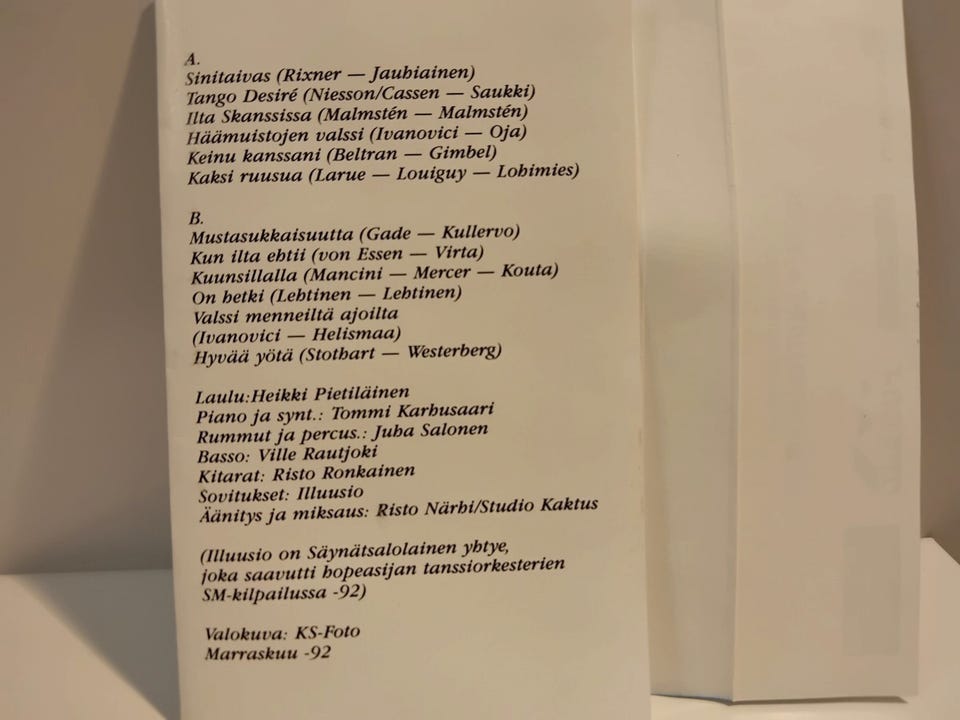 A.
Sinitaivas (Rixner — Jauhiainen)
Tango Desiré (Niesson/Cassen — Saukki)
Ilta Skanssissa (Malmstén — Malmstén)
Häämuistojen valssi (Ivanovici — Oja)
Keinu kanssani (Beltran — Gimbel)
Kaksi ruusua (Larue — Louiguy — Lohimies)
B.
Mustasukkaisuutta (Gade — Kullervo)
Kun ilta ehtii (von Essen — Virta)
Kuunsillalla (Mancini — Mercer — Kouta)
On hetki (Lehtinen — Lehtinen)
Valssi menneiltä ajoilta
(Ivanovici — Helismaa)
Hyvää yötä (Stothart — Westerberg)
Laulu:Heikki Pietiläinen
Piano ja synt.: Tommi Karhusaari
Rummut ja percus.: Juha Salonen
Basso: Ville Rautjoki
Kitarat: Risto Ronkainen
Sovitukset: Illuusio
Äänitys ja miksaus: Risto Närhi/Studio Kaktus
(Illuusio on Säynätsalolainen yhtye,
joka saavutti hopeasijan tanssiorkesterien
SM-kilpailussa -92)
Valokuva: KS-Foto
Marraskuu -92